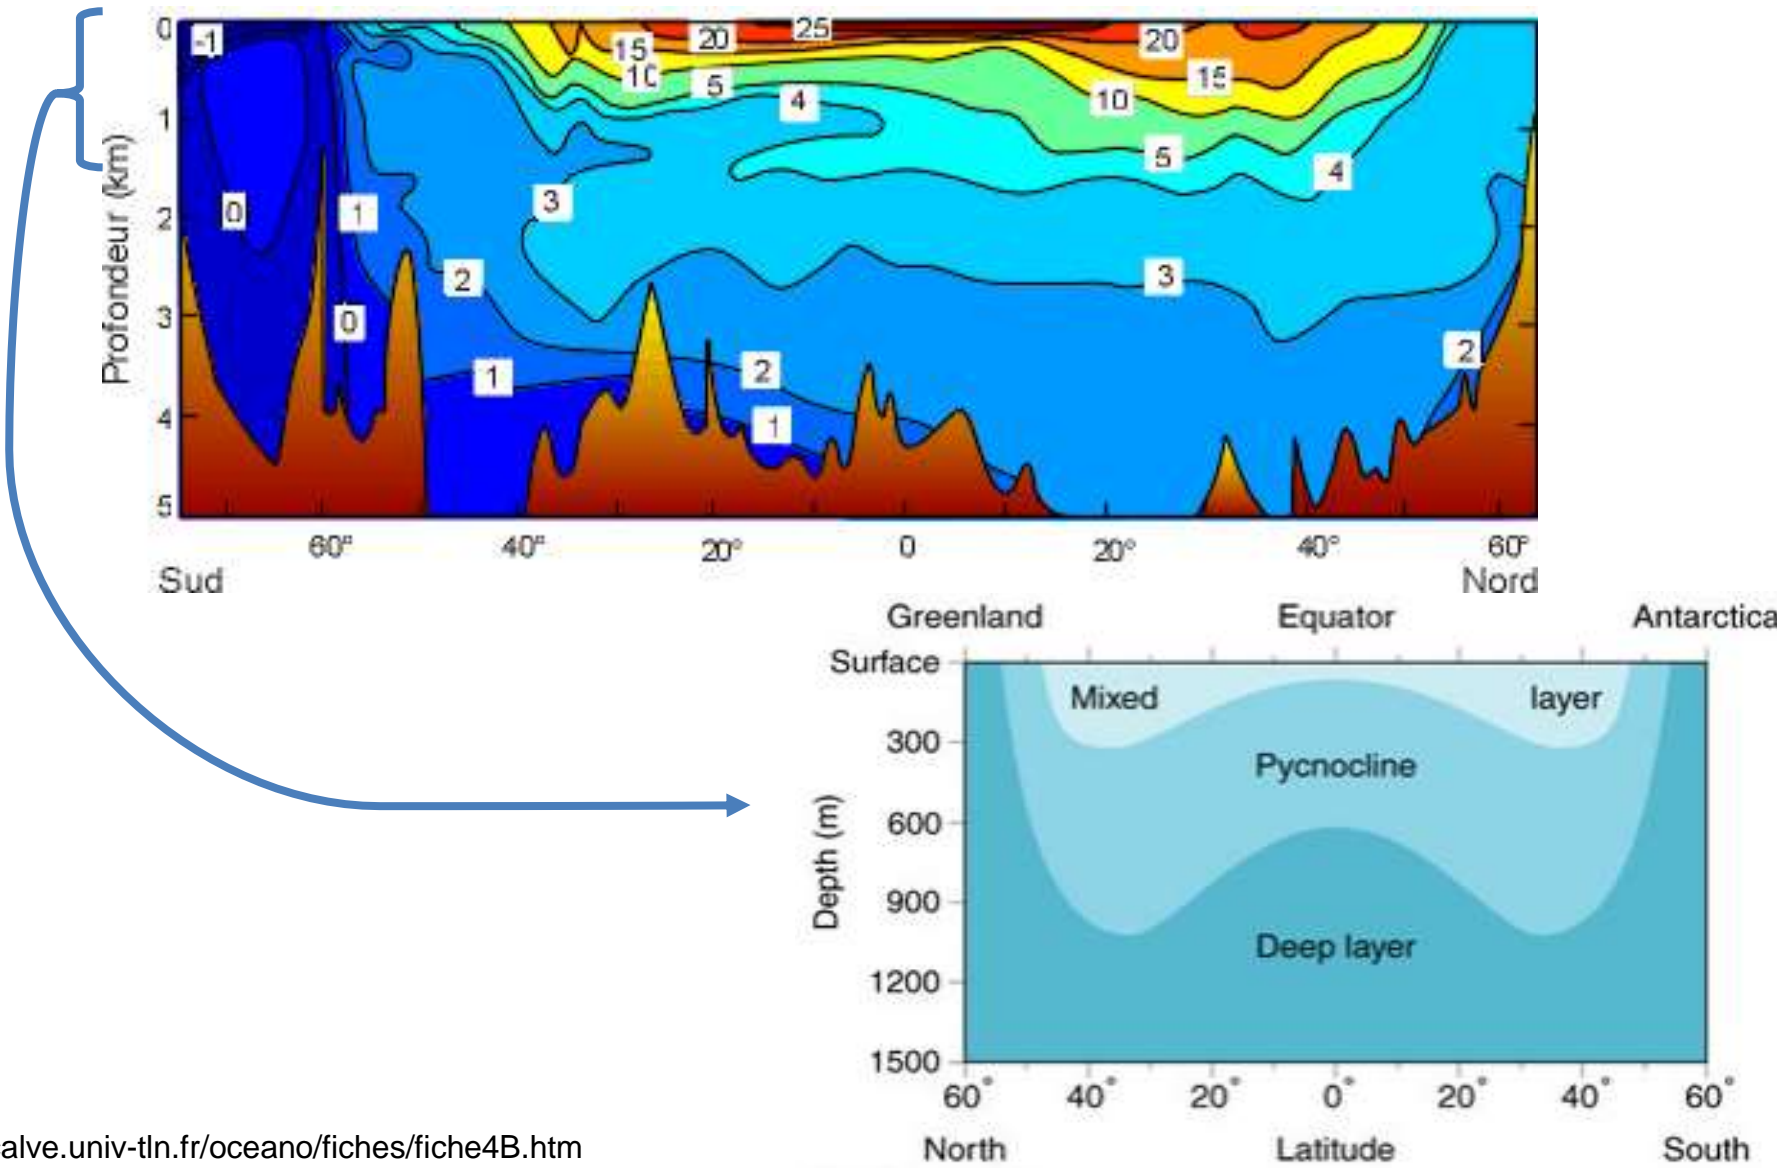 0
-1
15
20
25
20
10
5
4
10
15
1
5
4
Profondeur (km)
2
0
1
3
2
3
3
0
2
1
2
4
1
5
60° 40° 20° 0 20° 40° 60°
Sud Nord
Greenland Equator Antarctica
Surface
Mixed layer
300
Pycnocline
600
Depth (m)
900
Deep layer
1200
1500
60° 40° 20° 0° 20° 40° 60°
North Latitude South
alve.univ-tln.fr/oceano/fiches/fiche4B.htm